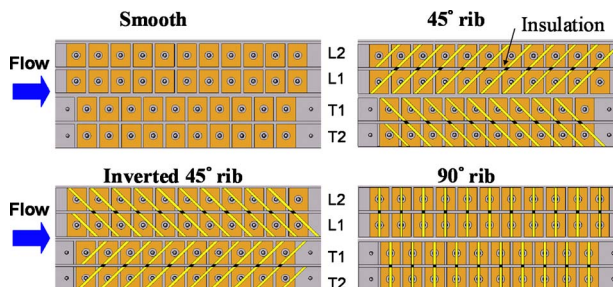 Smooth
45° rib
Insulation
Flow
L2
L1
T1
T2
Inverted 45° rib
90° rib
Flow
L2
L1
T1
T2